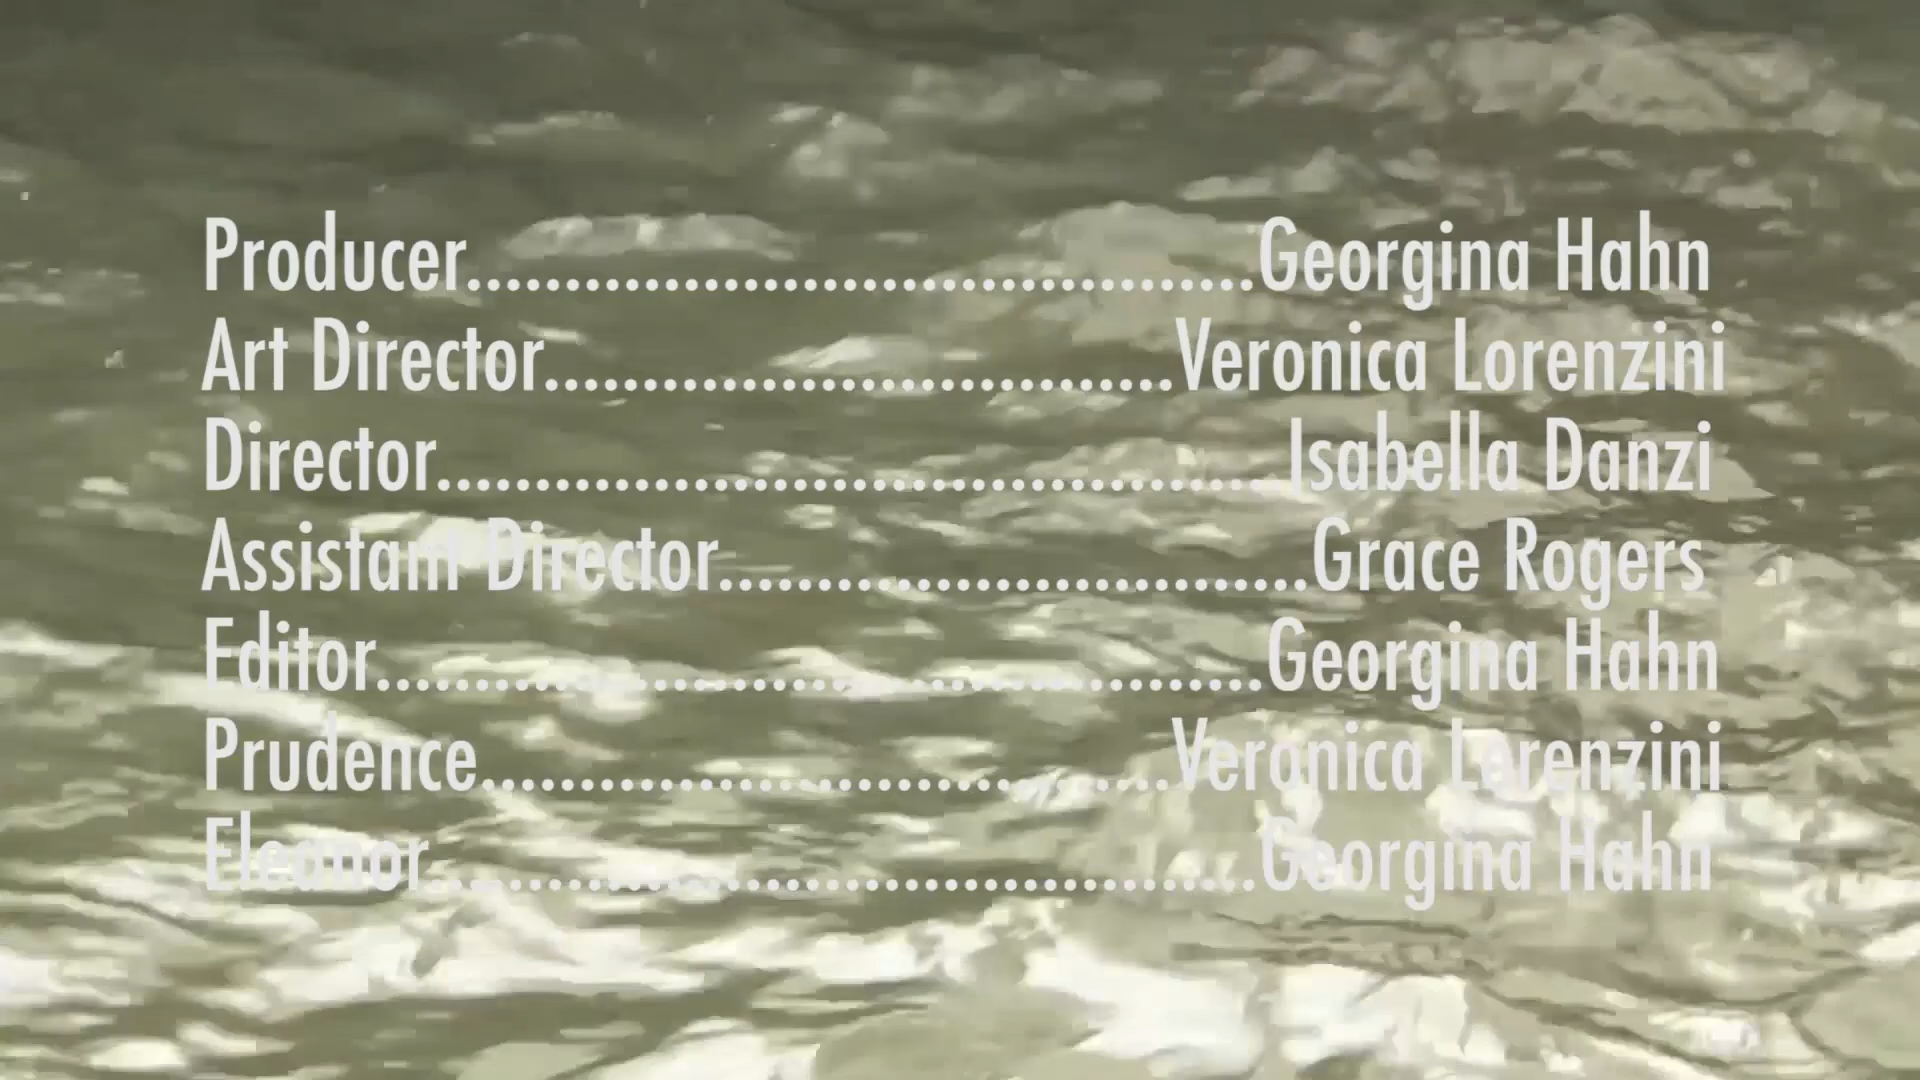 Producer........................................Georgina Hahn
Art Director................................Veronica Lorenzini
Director...........................................Isabella Danzi
Assistant Director..............................Grace Rogers
Editor.............................................Georgina Hahn
Prudence...................................Veronica Lorenzini
Eleanor..........................................Georgina Hahn